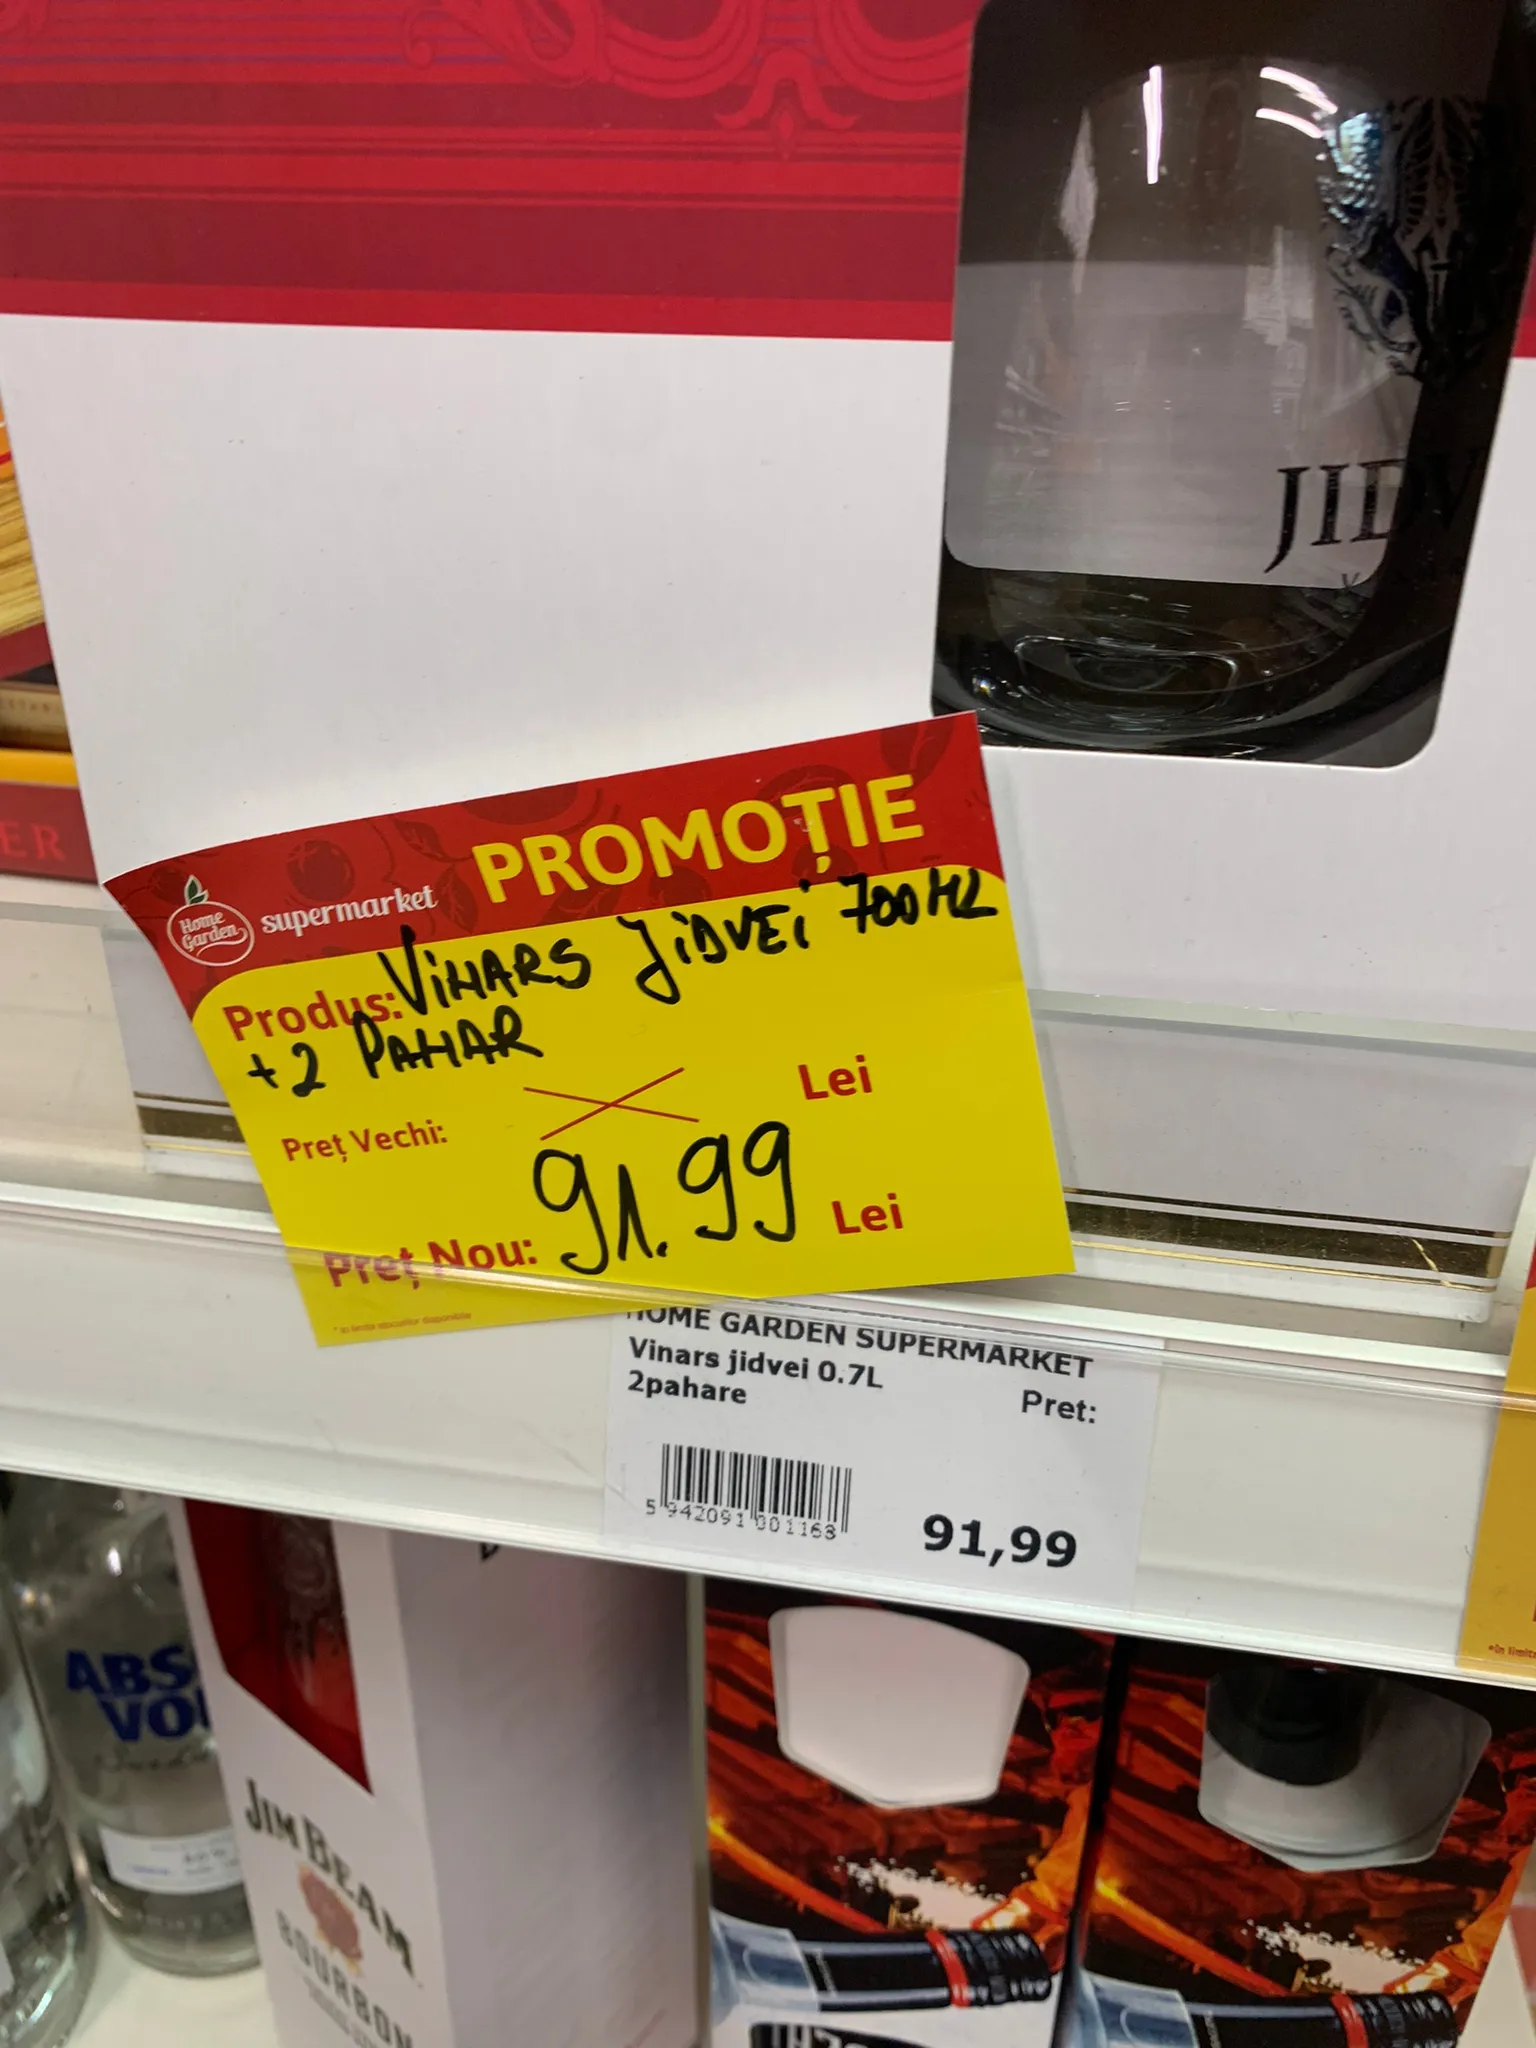 JIDV
ER
Home
Garden
supermarket
PROMOȚIE
Produs: VINARS JIDVEI 700ML
+2 PAHAR
Preț Vechi: Lei
Preț Nou: 91.99 Lei
HOME GARDEN SUPERMARKET
Vinars jidvei 0.7L
2pahare
Pret:
5 942091 001168
91,99
ABS
VO
JIM BEAM
BOURBON